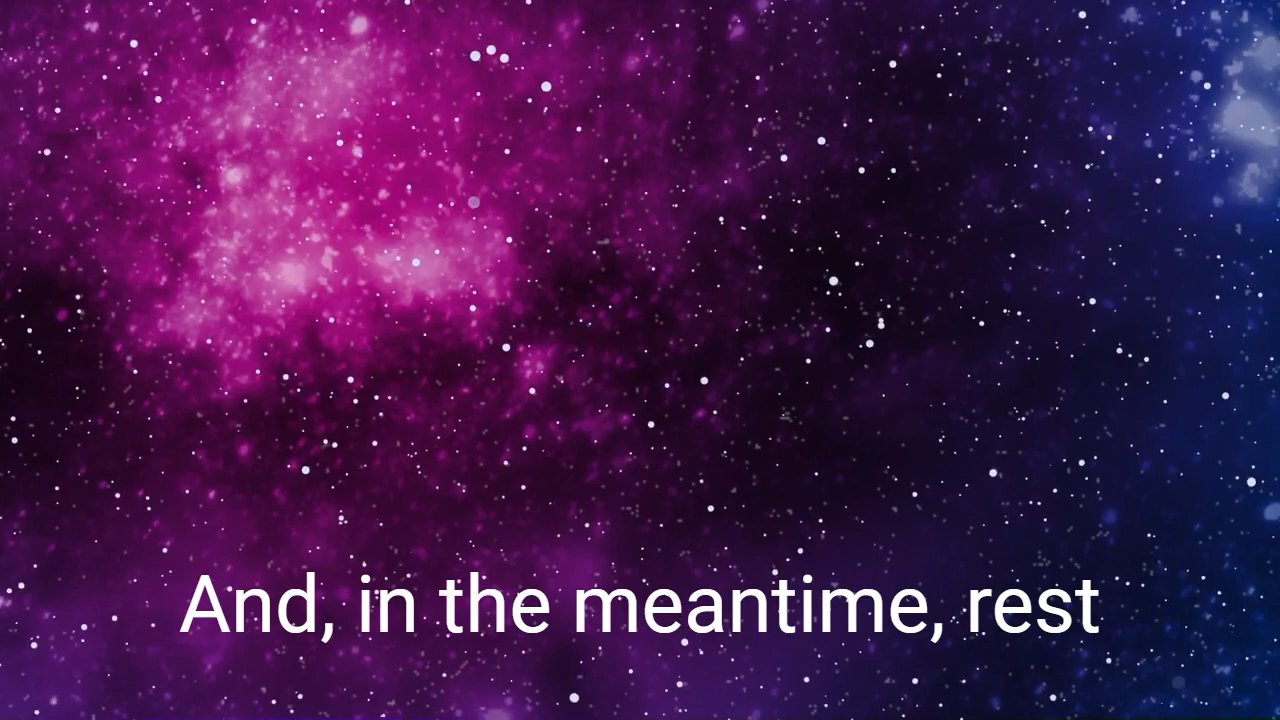 And, in the meantime, rest